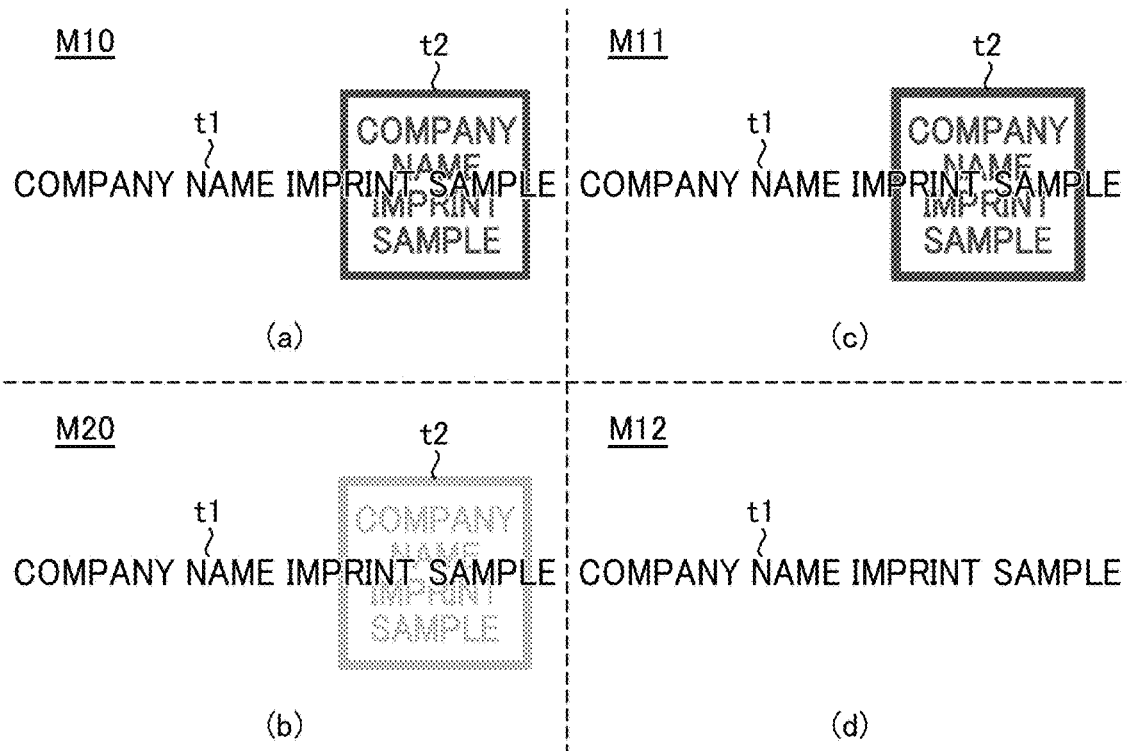 M10
t2
t1
COMPANY
NAME
IMPRINT
SAMPLE
COMPANY NAME IMPRINT SAMPLE
(a)
M11
t2
t1
COMPANY
NAME
IMPRINT
SAMPLE
COMPANY NAME IMPRINT SAMPLE
(c)
M20
t2
t1
COMPANY
NAME
IMPRINT
SAMPLE
COMPANY NAME IMPRINT SAMPLE
(b)
M12
t1
COMPANY NAME IMPRINT SAMPLE
(d)